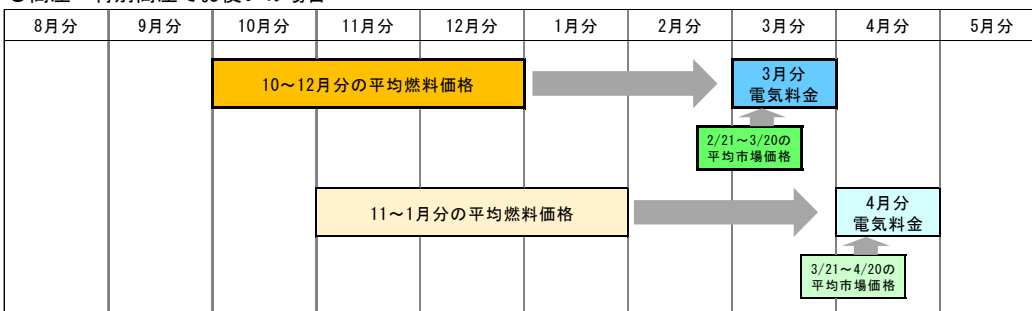 8月分 9月分 10月分 11月分 12月分 1月分 2月分 3月分 4月分 5月分
10～12月分の平均燃料価格
3月分
電気料金
2/21～3/20の
平均市場価格
11～1月分の平均燃料価格
4月分
電気料金
3/21～4/20の
平均市場価格